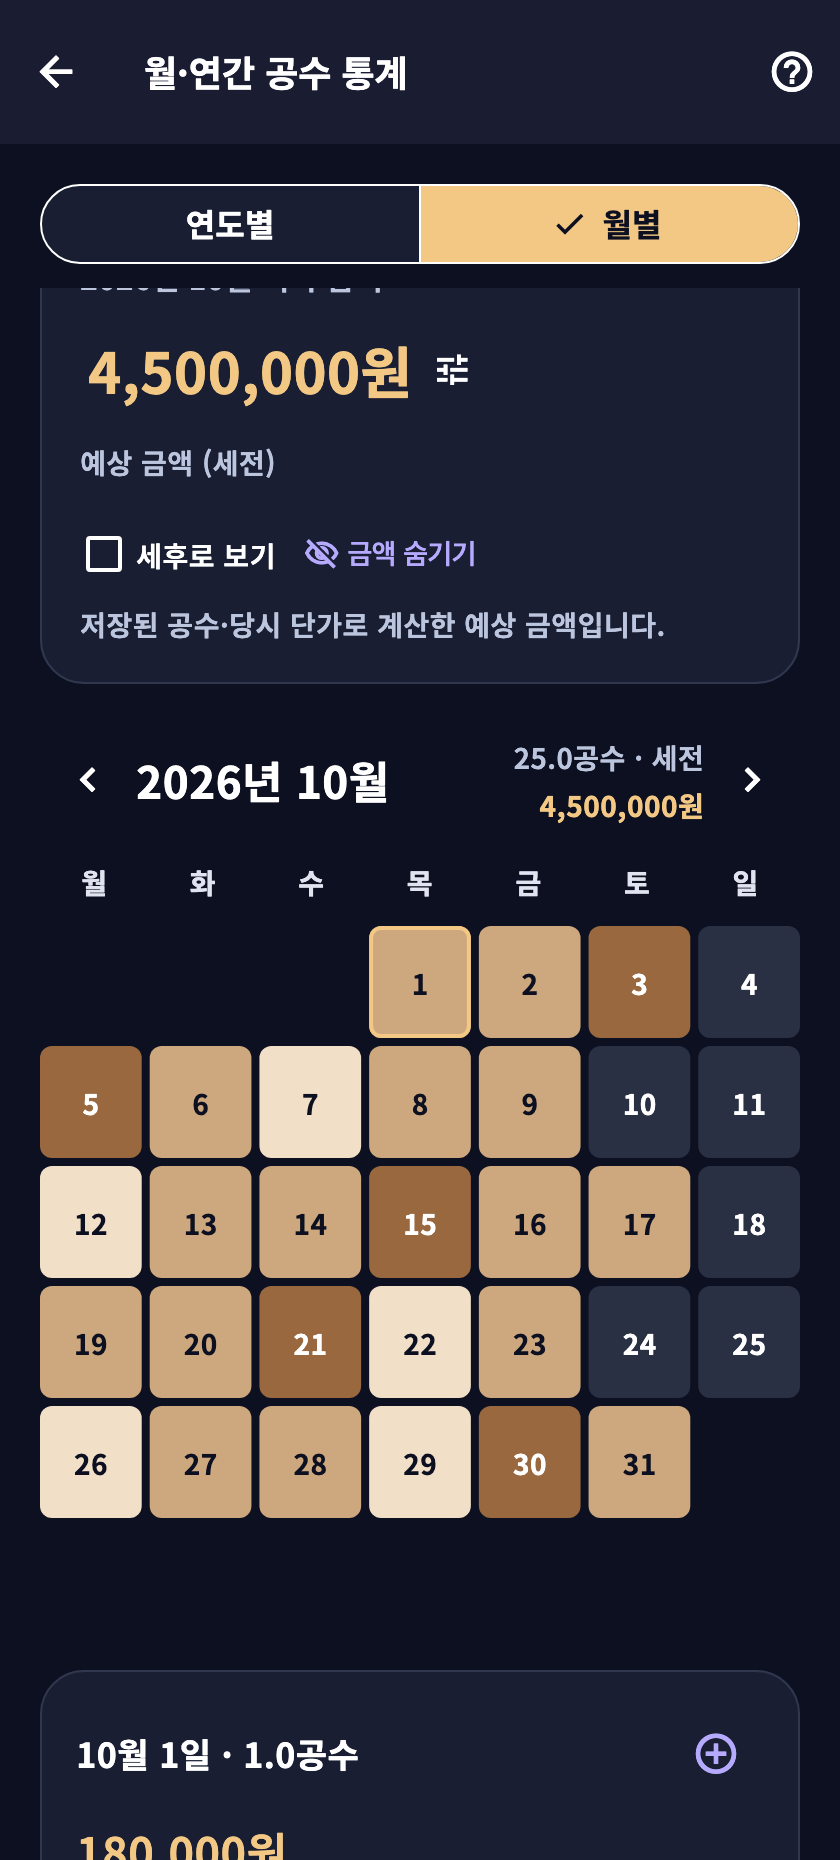 월·연간 공수 통계
연도별 월별
4,500,000원
예상 금액 (세전)
세후로 보기 금액 숨기기
저장된 공수·당시 단가로 계산한 예상 금액입니다.
2026년 10월
25.0공수 · 세전
4,500,000원
월 화 수 목 금 토 일
1 2 3 4
5 6 7 8 9 10 11
12 13 14 15 16 17 18
19 20 21 22 23 24 25
26 27 28 29 30 31
10월 1일 · 1.0공수
180,000원